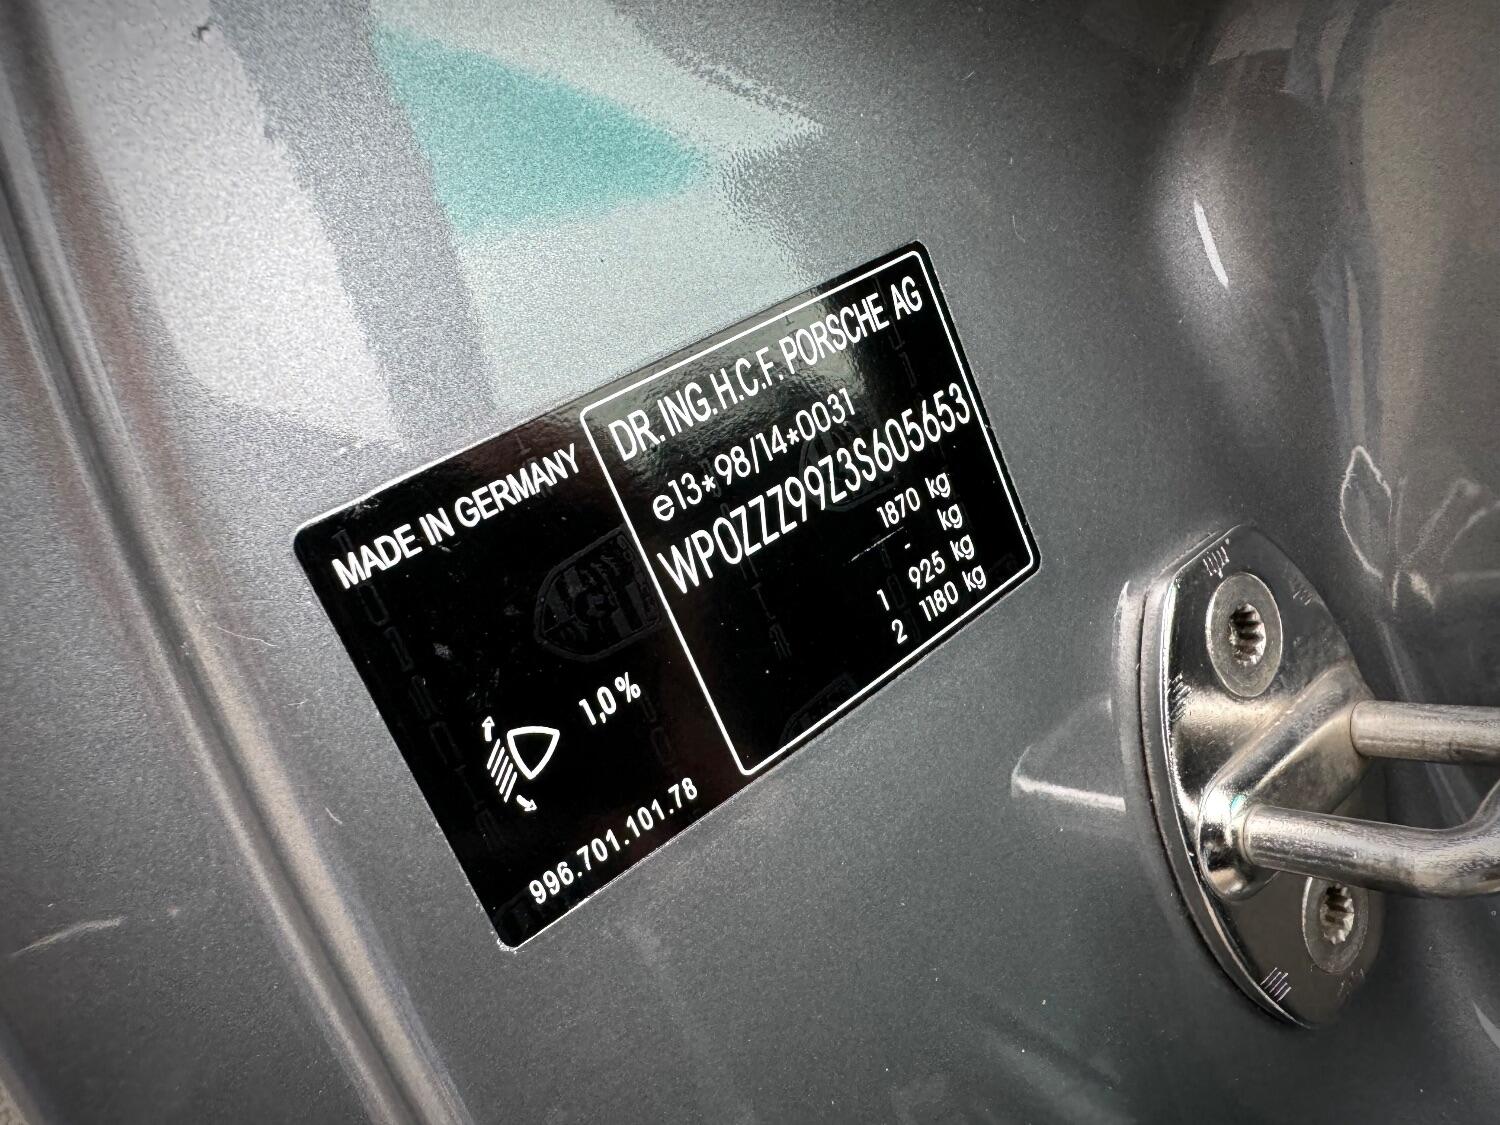 MADE IN GERMANY
1,0 %
996.701.101.78
DR. ING. H.C.F. PORSCHE AG
e13*98/14*0031
WP0ZZZ99Z3S605653
1870 kg
- kg
1 925 kg
2 1180 kg